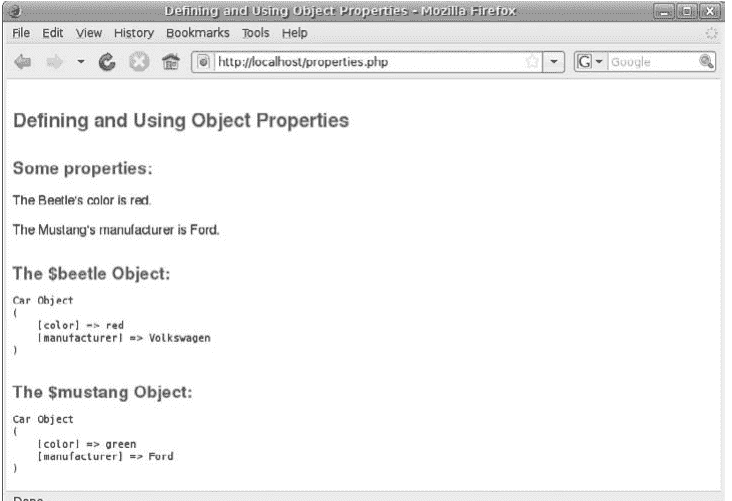 Defining and Using Object Properties - Mozilla Firefox
File Edit View History Bookmarks Tools Help
http://localhost/properties.php
G Google
Defining and Using Object Properties
Some properties:
The Beetle's color is red.
The Mustang's manufacturer is Ford.
The $beetle Object:
Car Object
(
[color] => red
[manufacturer] => Volkswagen
)
The $mustang Object:
Car Object
(
[color] => green
[manufacturer] => Ford
)
Done